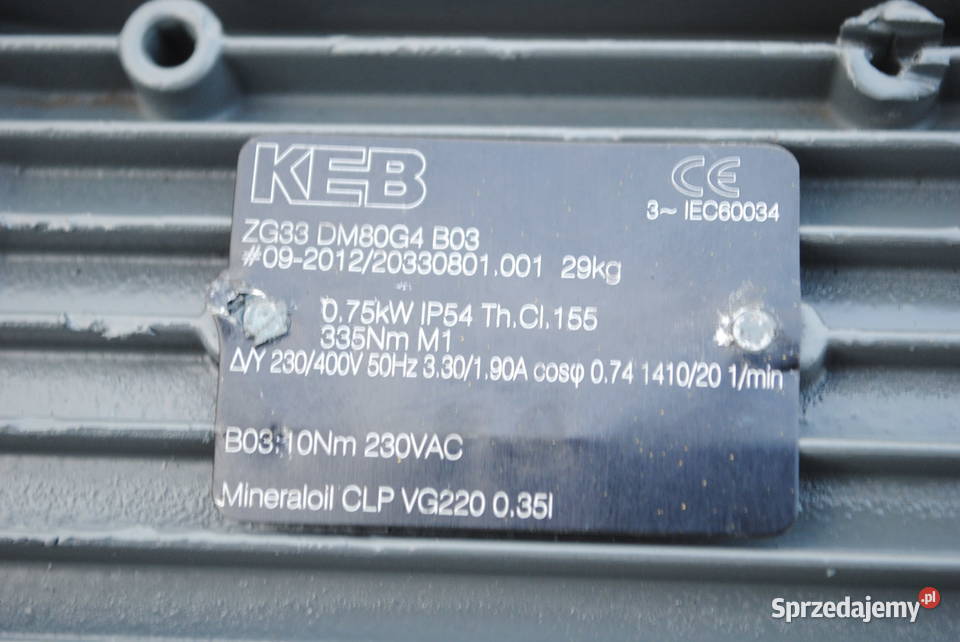 KEB
CE
3~ IEC60034
ZG33 DM80G4 B03
#09-2012/20330801.001 29kg
0.75kW IP54 Th.Cl.155
335Nm M1
Δ/Y 230/400V 50Hz 3.30/1.90A cosφ 0.74 1410/20 1/min
B03:10Nm 230VAC
Mineraloil CLP VG220 0.35l
Sprzedajemy.pl